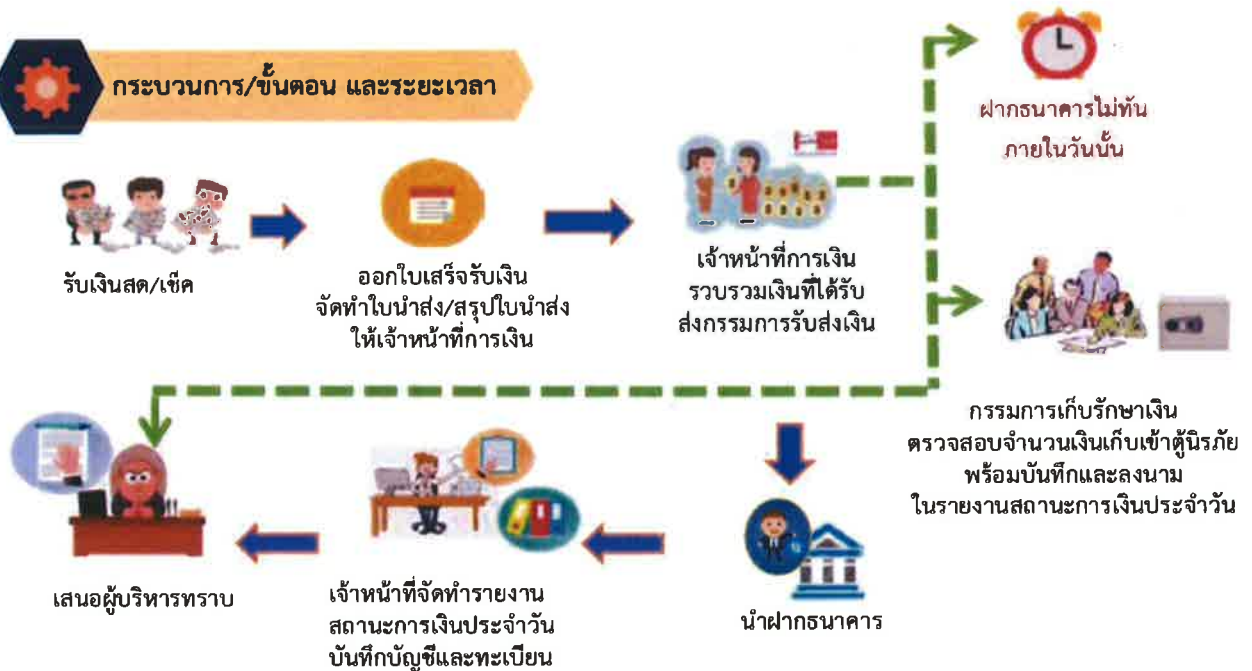 กระบวนการ/ขั้นตอน และระยะเวลา
รับเงินสด/เช็ค
ออกใบเสร็จรับเงิน
จัดทำใบนำส่ง/สรุปใบนำส่ง
ให้เจ้าหน้าที่การเงิน
เจ้าหน้าที่การเงิน
รวบรวมเงินที่ได้รับ
ส่งกรรมการรับส่งเงิน
ฝากธนาคารไม่ทัน
ภายในวันนั้น
กรรมการเก็บรักษาเงิน
ตรวจสอบจำนวนเงินเก็บเข้าตู้นิรภัย
พร้อมบันทึกและลงนาม
ในรายงานสถานะการเงินประจำวัน
นำฝากธนาคาร
เจ้าหน้าที่จัดทำรายงาน
สถานะการเงินประจำวัน
บันทึกบัญชีและทะเบียน
เสนอผู้บริหารทราบ